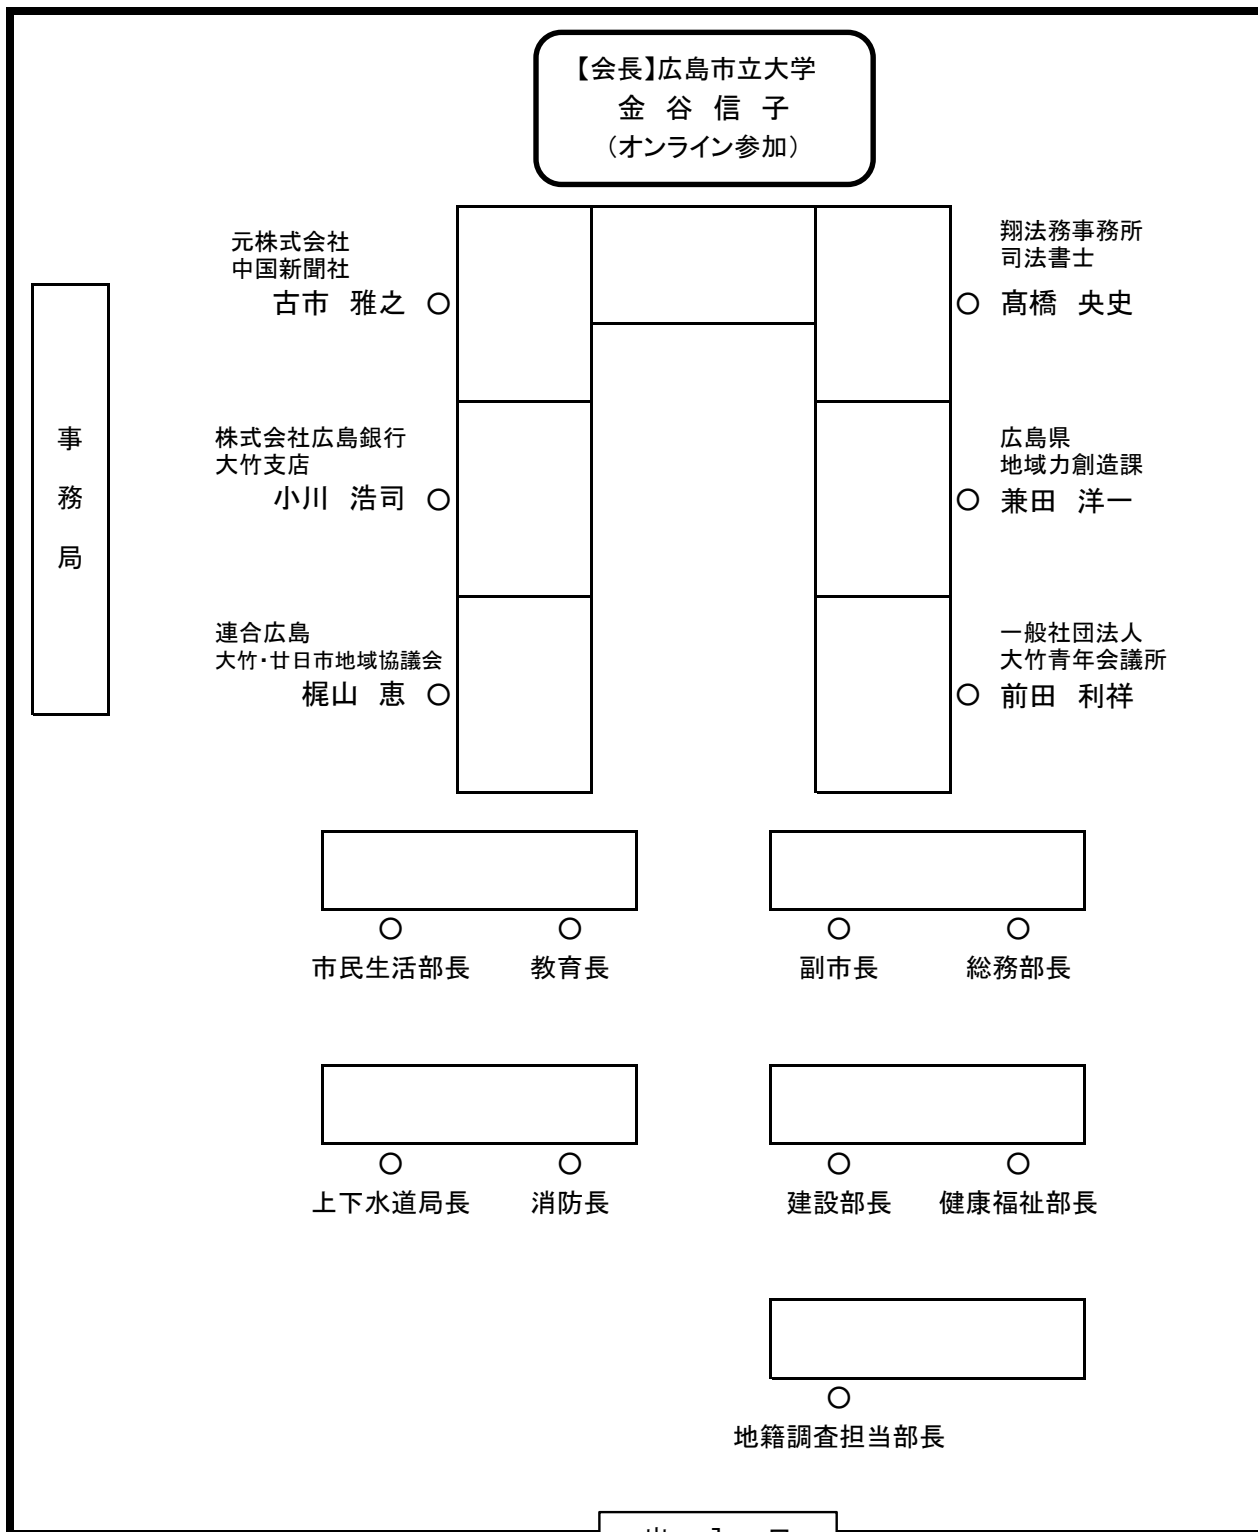 【会長】広島市立大学
金 谷 信 子
（オンライン参加）
元株式会社
中国新聞社
古市 雅之 ○
翔法務事務所
司法書士
○ 髙橋 央史
事
務
局
株式会社広島銀行
大竹支店
小川 浩司 ○
広島県
地域力創造課
○ 兼田 洋一
連合広島
大竹・廿日市地域協議会
梶山 恵 ○
一般社団法人
大竹青年会議所
○ 前田 利祥
○ ○ ○ ○
市民生活部長 教育長 副市長 総務部長
○ ○ ○ ○
上下水道局長 消防長 建設部長 健康福祉部長
○
地籍調査担当部長